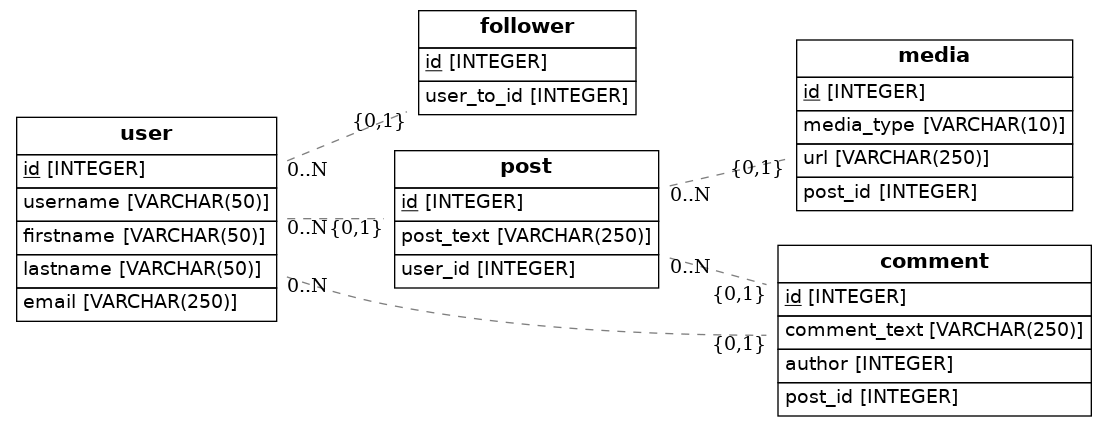 follower
id [INTEGER]
user_to_id [INTEGER]
{0,1}
user
id [INTEGER]
username [VARCHAR(50)]
firstname [VARCHAR(50)]
lastname [VARCHAR(50)]
email [VARCHAR(250)]
0..N
0..N
{0,1}
0..N
post
id [INTEGER]
post_text [VARCHAR(250)]
user_id [INTEGER]
0..N
{0,1}
0..N
{0,1}
{0,1}
media
id [INTEGER]
media_type [VARCHAR(10)]
url [VARCHAR(250)]
post_id [INTEGER]
comment
id [INTEGER]
comment_text [VARCHAR(250)]
author [INTEGER]
post_id [INTEGER]